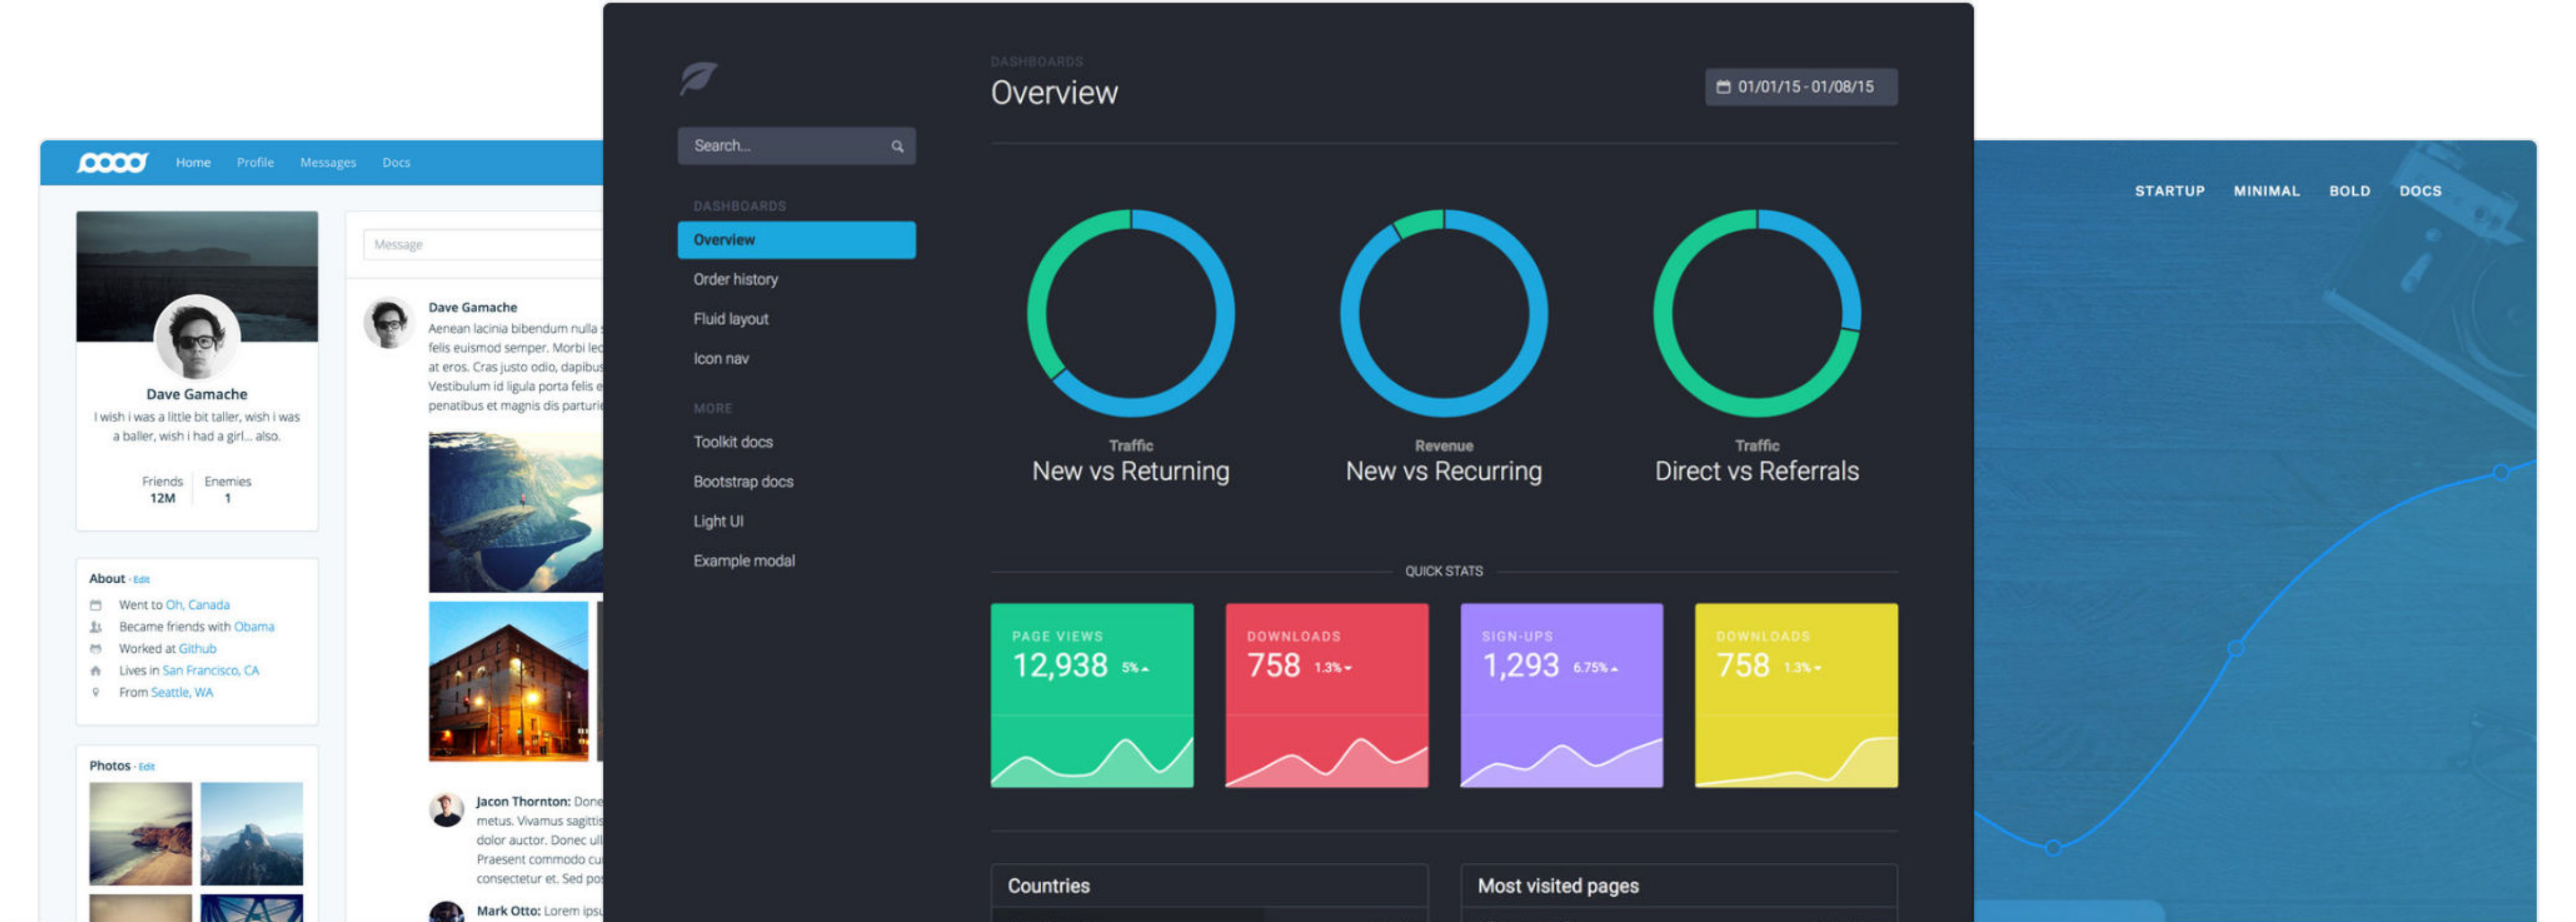 Home Profile Messages Docs
Message
Dave Gamache
I wish i was a little bit taller, wish i was
a baller, wish i had a girl... also.
Friends Enemies
12M 1
About · Edit
Went to Oh, Canada
Became friends with Obama
Worked at Github
Lives in San Francisco, CA
From Seattle, WA
Photos · Edit
Dave Gamache
Aenean lacinia bibendum nulla
felis euismod semper. Morbi
at eros. Cras justo odio, dapibus
Vestibulum id ligula porta felis
penatibus et magnis dis
Jacon Thornton:
metus. Vivamus sagittis
dolor auctor. Donec
Praesent commodo
consectetur et. Sed
Mark Otto: Lorem
Search...
DASHBOARDS
Overview
Order history
Fluid layout
Icon nav
MORE
Toolkit docs
Bootstrap docs
Light UI
Example modal
DASHBOARDS
Overview
01/01/15 - 01/08/15
Traffic
New vs Returning
Revenue
New vs Recurring
Traffic
Direct vs Referrals
QUICK STATS
PAGE VIEWS
12,938 5%
DOWNLOADS
758 1.3%
SIGN-UPS
1,293 6.75%
DOWNLOADS
758 1.3%
Countries
Most visited pages
STARTUP MINIMAL BOLD DOCS